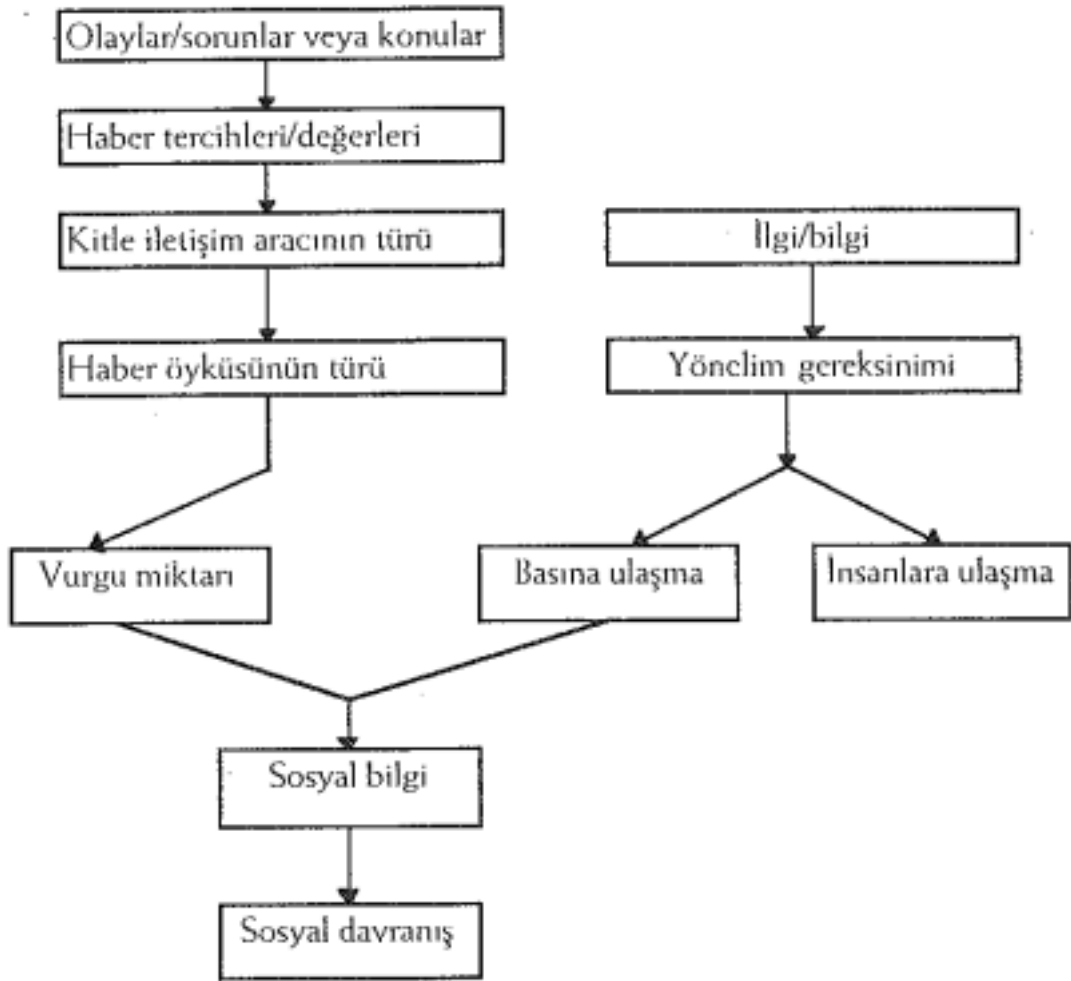 Olaylar/sorunlar veya konular
Haber tercihleri/değerleri
Kitle iletişim aracının türü
İlgi/bilgi
Haber öyküsünün türü
Yönelim gereksinimi
Vurgu miktarı
Basına ulaşma
İnsanlara ulaşma
Sosyal bilgi
Sosyal davranış